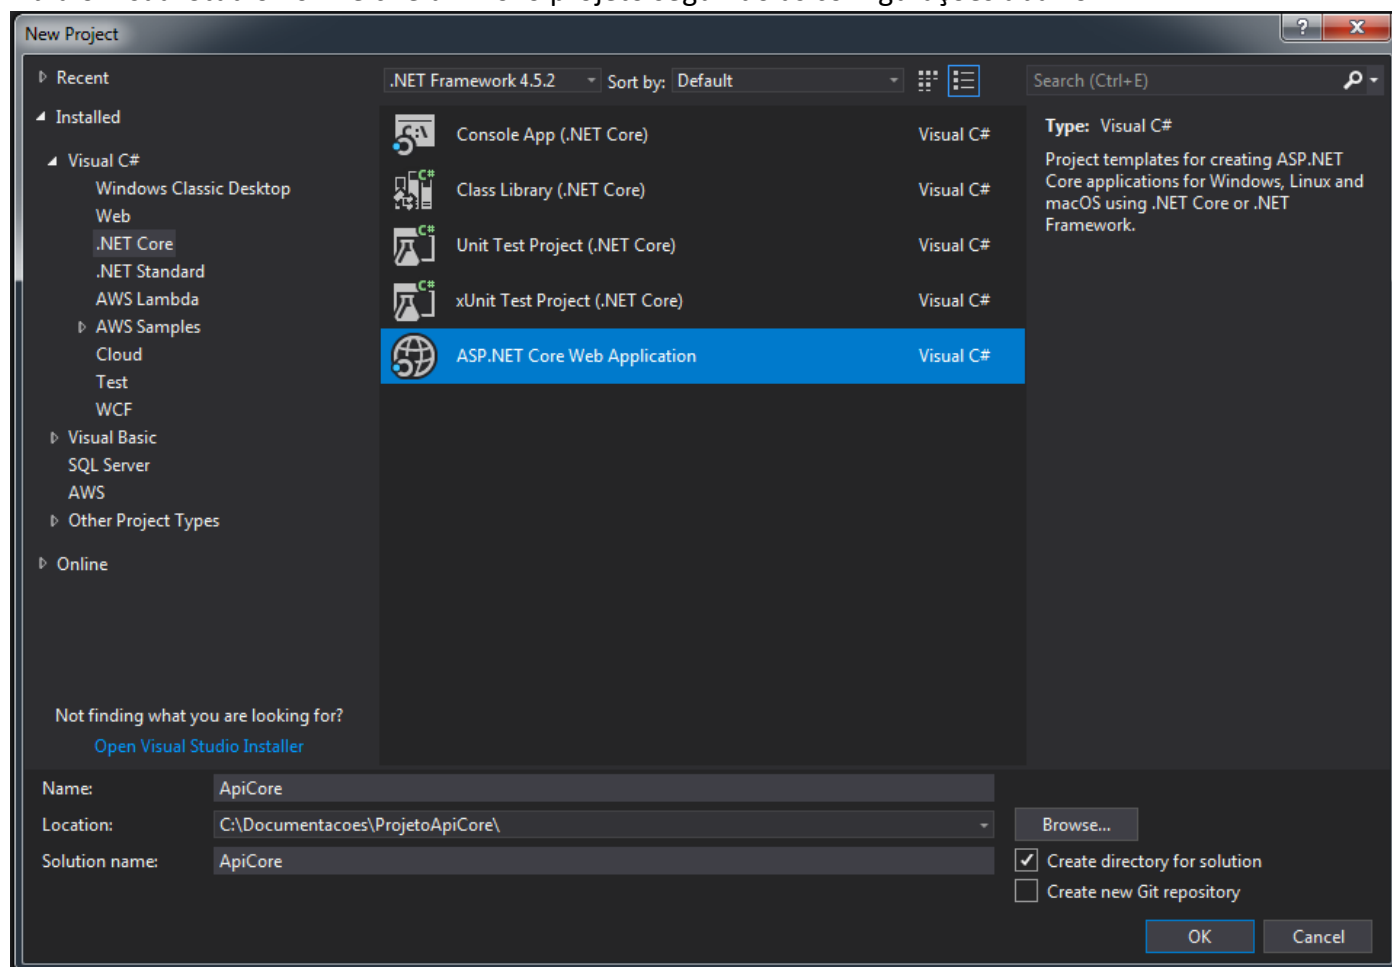 New Project
Recent
.NET Framework 4.5.2
Sort by: Default
Search (Ctrl+E)
Installed
Visual C#
Windows Classic Desktop
Web
.NET Core
.NET Standard
AWS Lambda
AWS Samples
Cloud
Test
WCF
Visual Basic
SQL Server
AWS
Other Project Types
Online
Not finding what you are looking for?
Open Visual Studio Installer
Console App (.NET Core) Visual C#
Class Library (.NET Core) Visual C#
Unit Test Project (.NET Core) Visual C#
xUnit Test Project (.NET Core) Visual C#
ASP.NET Core Web Application Visual C#
Type: Visual C#
Project templates for creating ASP.NET
Core applications for Windows, Linux and
macOS using .NET Core or .NET
Framework.
Name: ApiCore
Location: C:\Documentacoes\ProjetoApiCore\
Browse...
Solution name: ApiCore
Create directory for solution
Create new Git repository
OK
Cancel